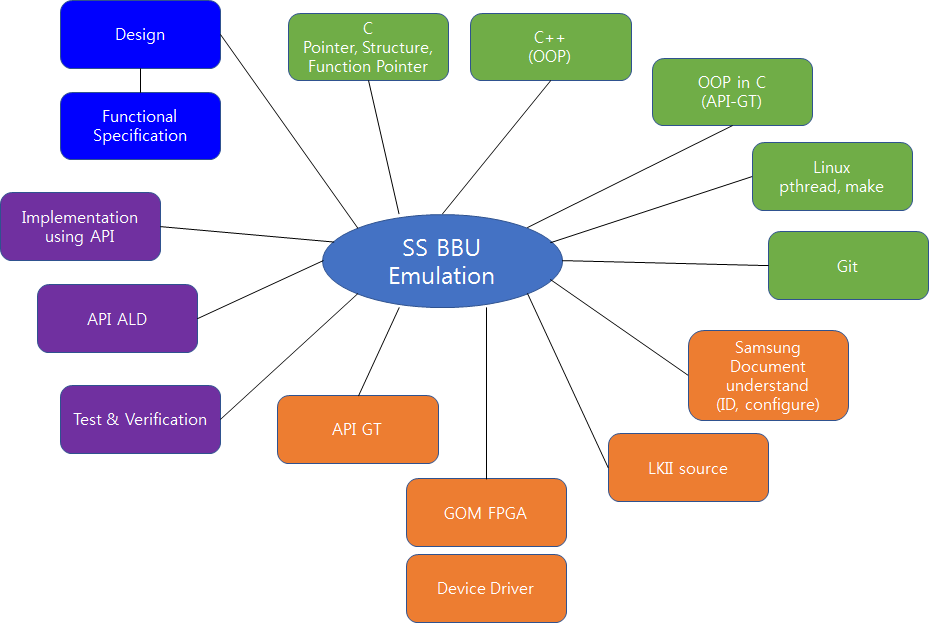 Design
Functional
Specification
C
Pointer, Structure,
Function Pointer
C++
(OOP)
OOP in C
(API-GT)
Linux
pthread, make
Git
SS BBU
Emulation
Implementation
using API
API ALD
Test & Verification
API GT
GOM FPGA
Device Driver
LKII source
Samsung
Document
understand
(ID, configure)